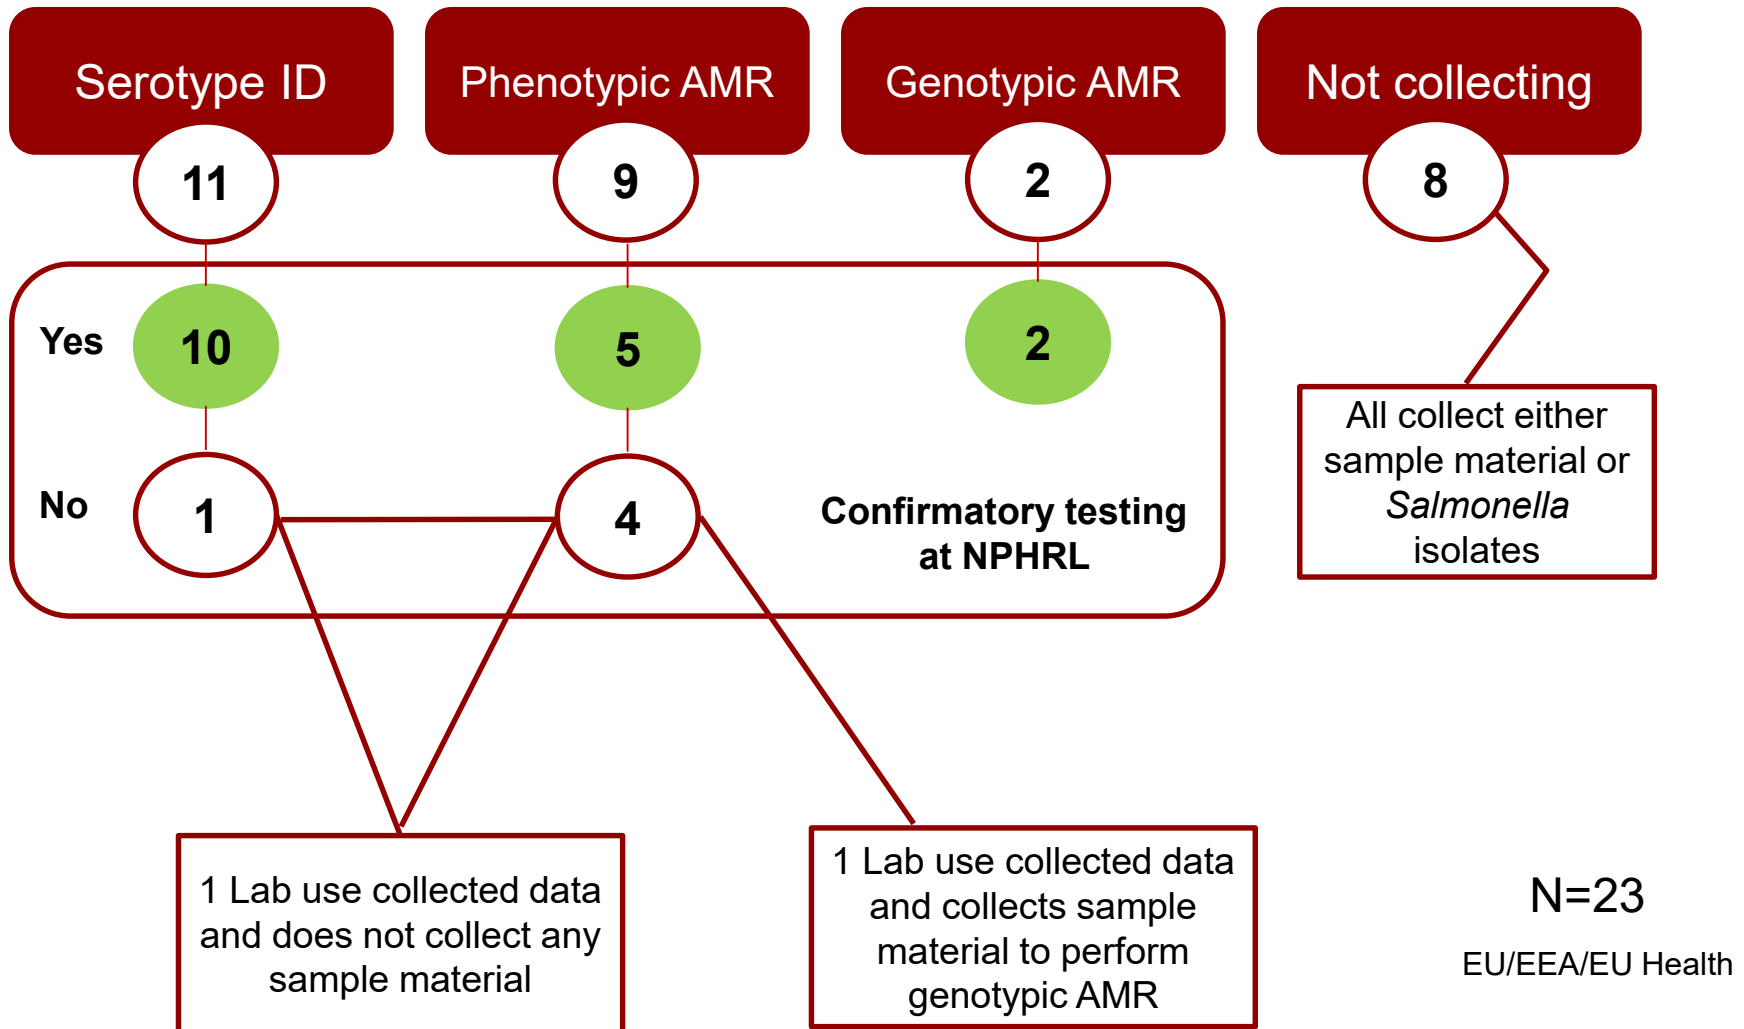 Serotype ID
Phenotypic AMR
Genotypic AMR
Not collecting
11
9
2
8
Yes
10
5
2
No
1
4
Confirmatory testing
at NPHRL
All collect either
sample material or
Salmonella
isolates
1 Lab use collected data
and does not collect any
sample material
1 Lab use collected data
and collects sample
material to perform
genotypic AMR
N=23
EU/EEA/EU Health